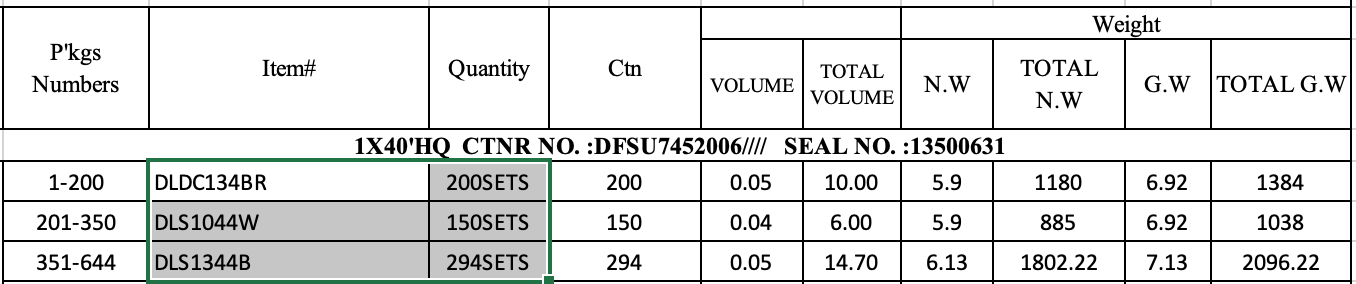 P'kgs Numbers Item# Quantity Ctn VOLUME TOTAL VOLUME Weight N.W TOTAL N.W G.W TOTAL G.W
1X40'HQ CTNR NO. :DFSU7452006//// SEAL NO. :13500631
1-200 DLDC134BR 200SETS 200 0.05 10.00 5.9 1180 6.92 1384
201-350 DLS1044W 150SETS 150 0.04 6.00 5.9 885 6.92 1038
351-644 DLS1344B 294SETS 294 0.05 14.70 6.13 1802.22 7.13 2096.22